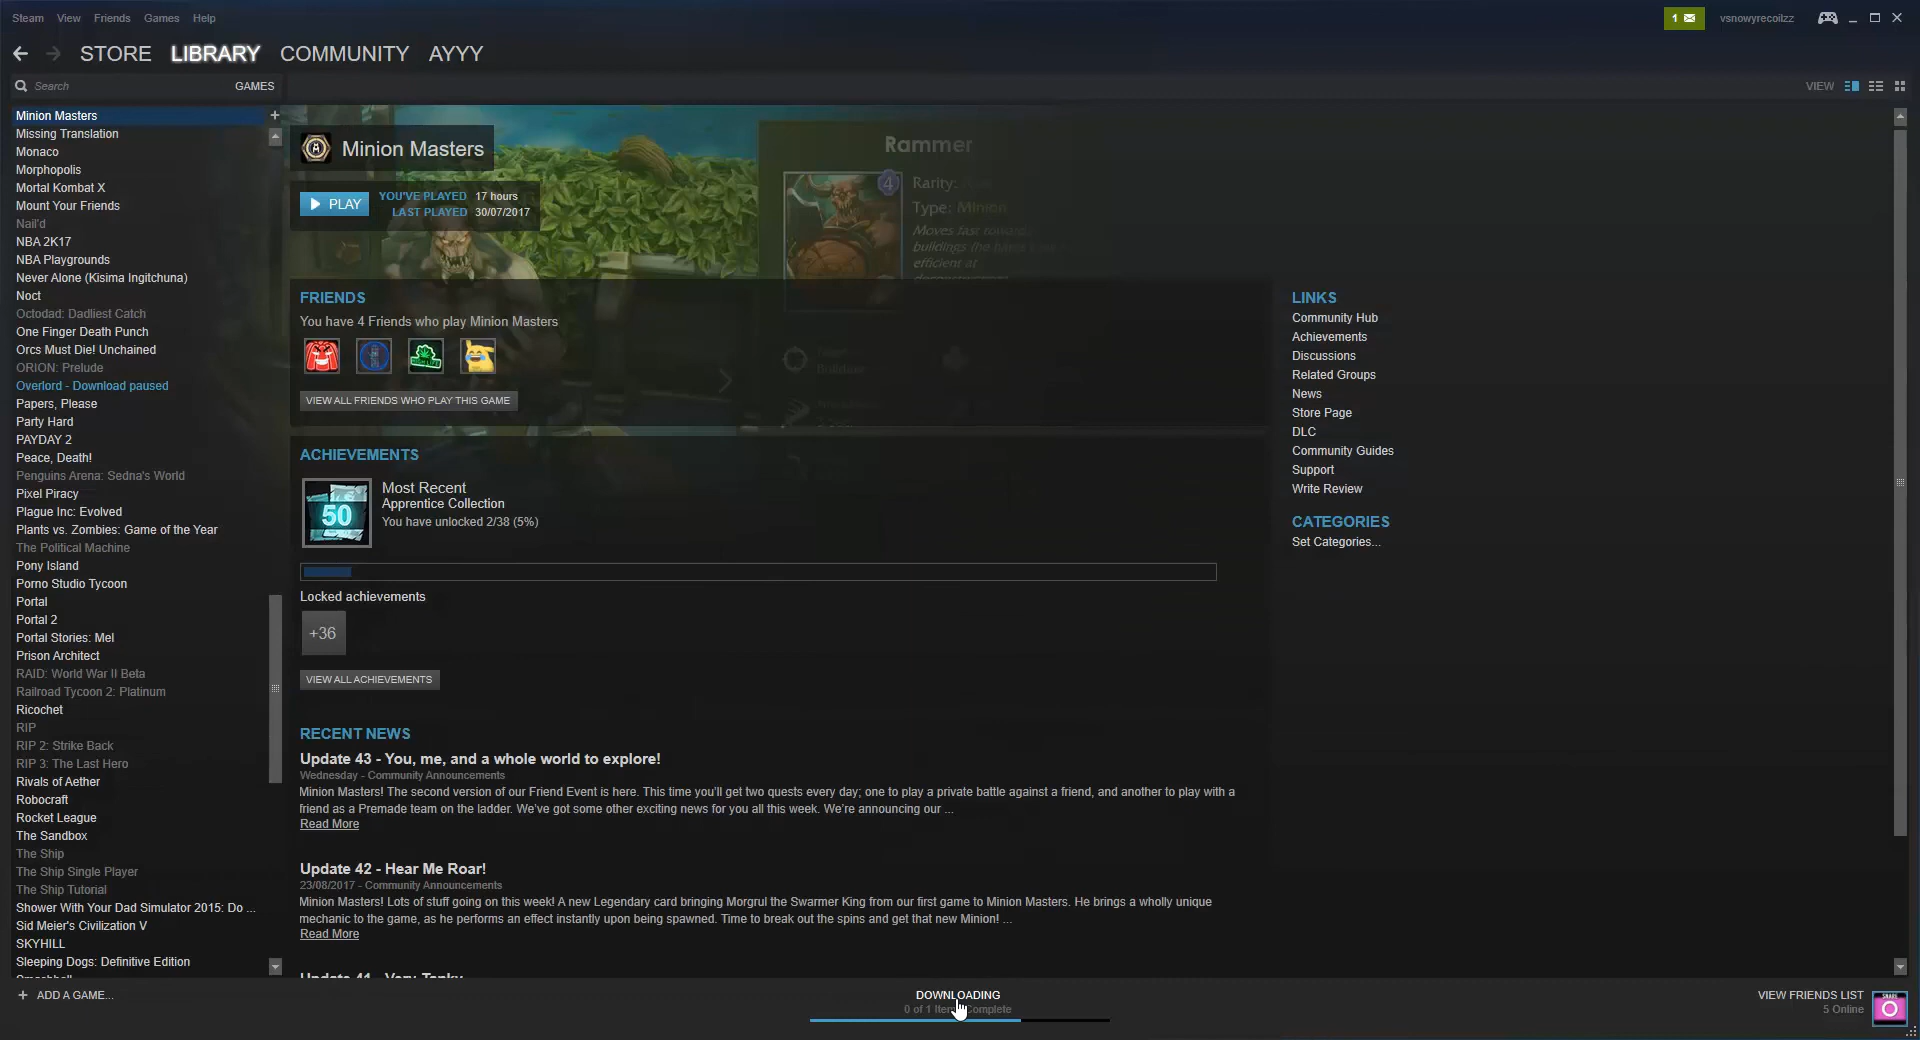 Steam View Friends Games Help
1 vsnowyrecoilzz
STORE LIBRARY COMMUNITY AYYY
Search GAMES
VIEW
Minion Masters
Missing Translation
Monaco
Morphopolis
Mortal Kombat X
Mount Your Friends
Nail'd
NBA 2K17
NBA Playgrounds
Never Alone (Kisima Ingitchuna)
Noct
Octodad: Dadliest Catch
One Finger Death Punch
Orcs Must Die! Unchained
ORION: Prelude
Overlord - Download paused
Papers, Please
Party Hard
PAYDAY 2
Peace, Death!
Penguins Arena: Sedna's World
Pixel Piracy
Plague Inc: Evolved
Plants vs. Zombies: Game of the Year
The Political Machine
Pony Island
Porno Studio Tycoon
Portal
Portal 2
Portal Stories: Mel
Prison Architect
RAID: World War II Beta
Railroad Tycoon 2: Platinum
Ricochet
RIP
RIP 2: Strike Back
RIP 3: The Last Hero
Rivals of Aether
Robocraft
Rocket League
The Sandbox
The Ship
The Ship Single Player
The Ship Tutorial
Shower With Your Dad Simulator 2015: Do ...
Sid Meier's Civilization V
SKYHILL
Sleeping Dogs: Definitive Edition
Minion Masters
PLAY
YOU'VE PLAYED 17 hours
LAST PLAYED 30/07/2017
Rammer
4
Rarity:
Type: Minion
Moves fast toward
buildings
efficient at
FRIENDS
You have 4 Friends who play Minion Masters
VIEW ALL FRIENDS WHO PLAY THIS GAME
ACHIEVEMENTS
50
Most Recent
Apprentice Collection
You have unlocked 2/38 (5%)
Locked achievements
+36
VIEW ALL ACHIEVEMENTS
RECENT NEWS
Update 43 - You, me, and a whole world to explore!
Wednesday - Community Announcements
Minion Masters! The second version of our Friend Event is here. This time you'll get two quests every day; one to play a private battle against a friend, and another to play with a
friend as a Premade team on the ladder. We've got some other exciting news for you all this week. We're announcing our ...
Read More
Update 42 - Hear Me Roar!
23/08/2017 - Community Announcements
Minion Masters! Lots of stuff going on this week! A new Legendary card bringing Morgrul the Swarmer King from our first game to Minion Masters. He brings a wholly unique
mechanic to the game, as he performs an effect instantly upon being spawned. Time to break out the spins and get that new Minion! ...
Read More
Update 41 - Very Tanky
LINKS
Community Hub
Achievements
Discussions
Related Groups
News
Store Page
DLC
Community Guides
Support
Write Review
CATEGORIES
Set Categories...
+ ADD A GAME...
DOWNLOADING
0 of 1 Items Complete
VIEW FRIENDS LIST
5 Online